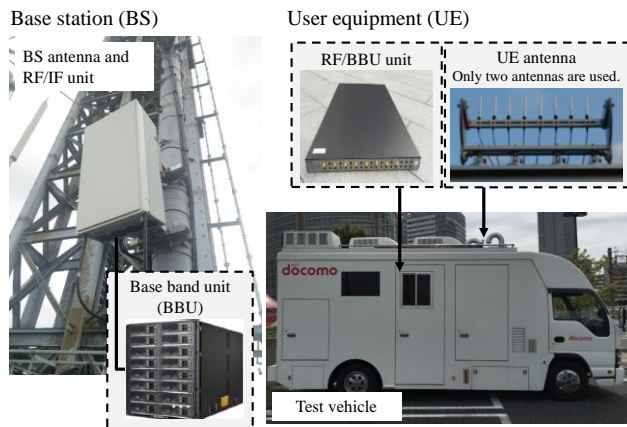 Base station (BS)
User equipment (UE)
BS antenna and
RF/IF unit
RF/BBU unit
UE antenna
Only two antennas are used.
döcomo
docomo
Base band unit
(BBU)
Test vehicle